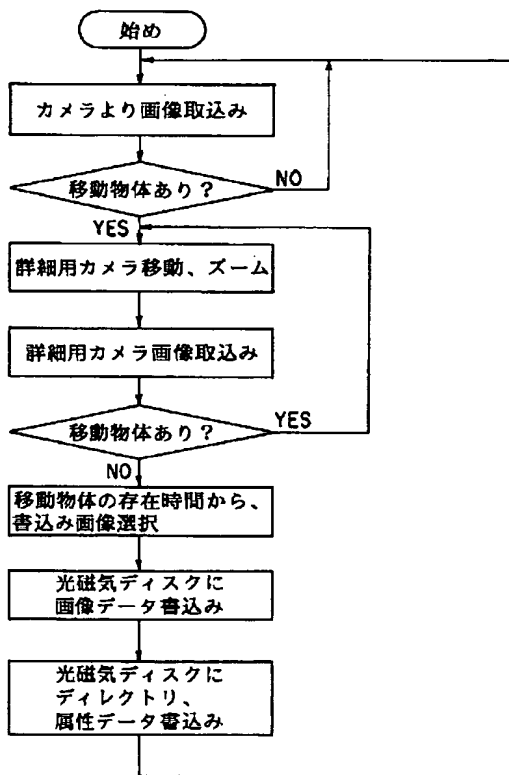 始め
カメラより画像取込み
移動物体あり?
NO
YES
詳細用カメラ移動、ズーム
詳細用カメラ画像取込み
移動物体あり?
YES
NO
移動物体の存在時間から、
書込み画像選択
光磁気ディスクに
画像データ書込み
光磁気ディスクに
ディレクトリ、
属性データ書込み